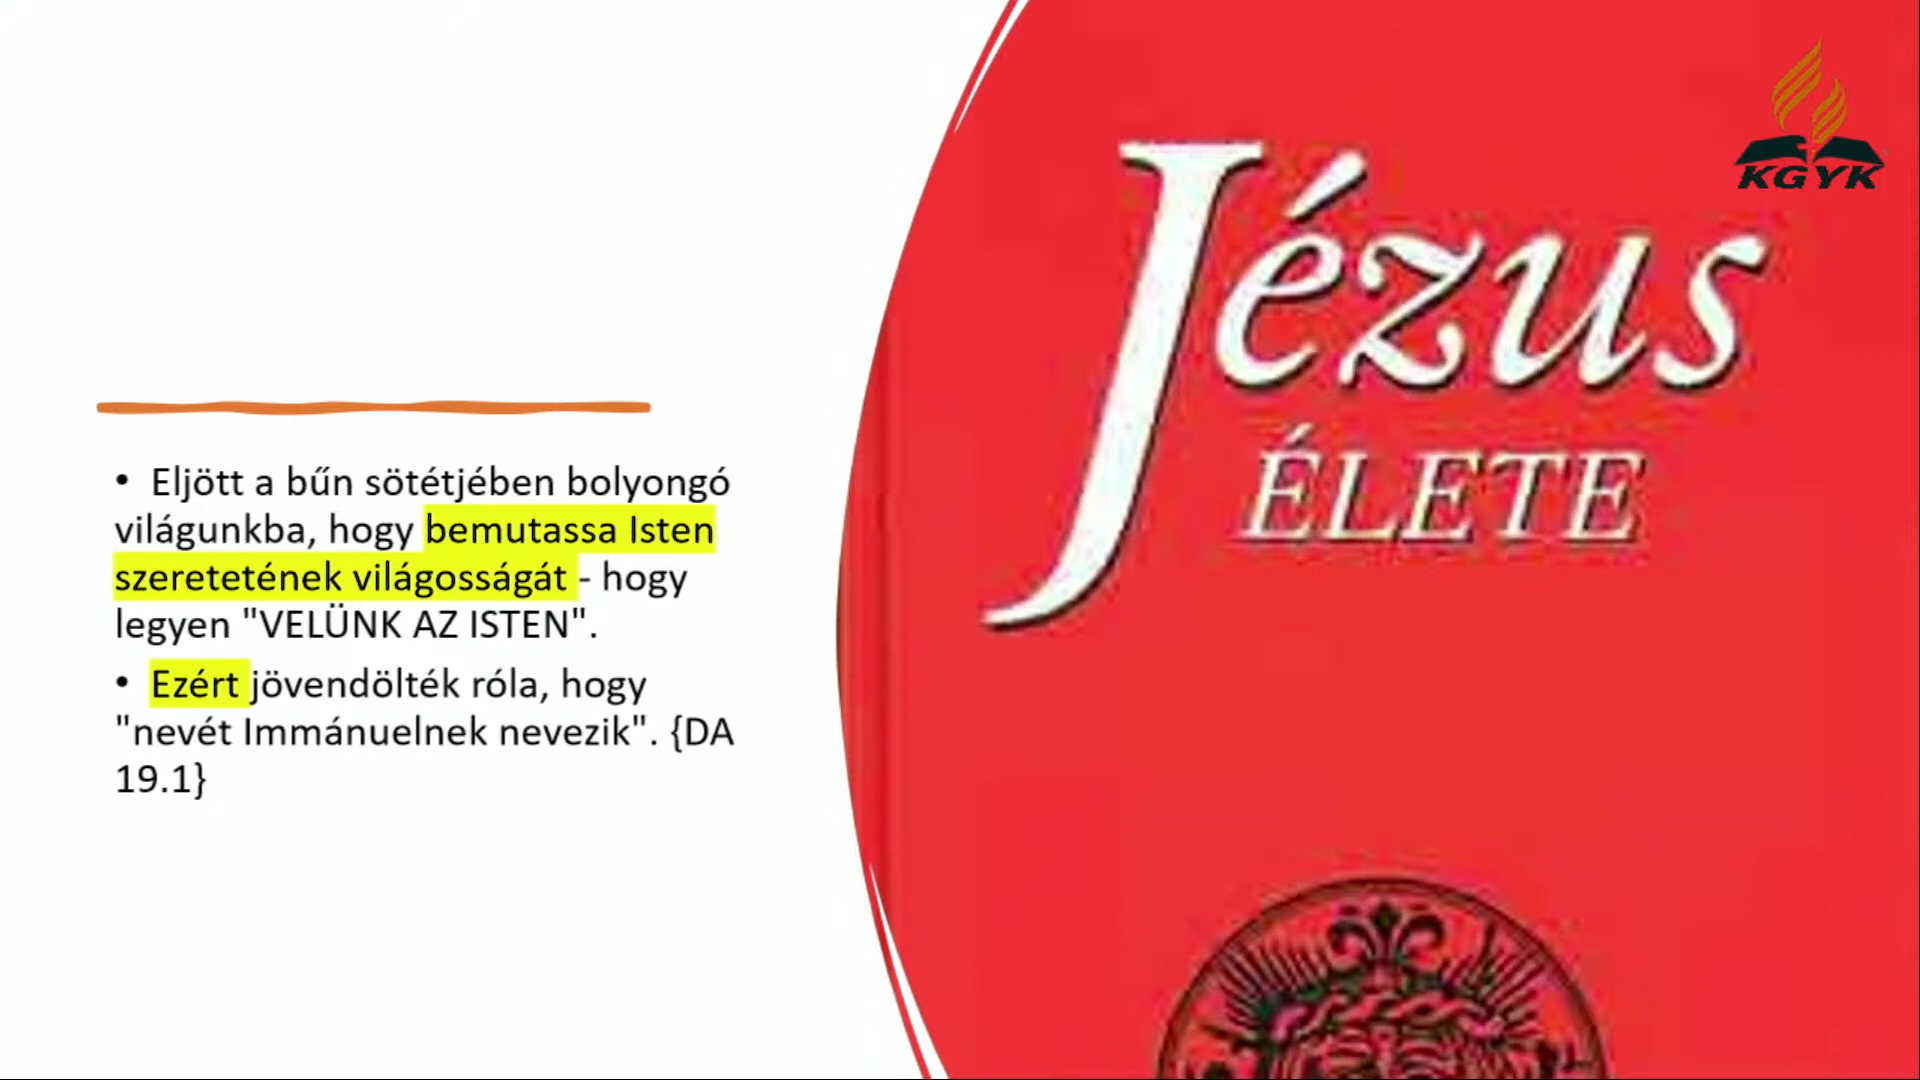 • Eljött a bűn sötétjében bolyongó
világunkba, hogy bemutassa Isten
szeretetének világosságát - hogy
legyen "VELÜNK AZ ISTEN".
• Ezért jövendölték róla, hogy
"nevét Immánuelnek nevezik". {DA
19.1}
Jézus
ÉLETE
KGYK